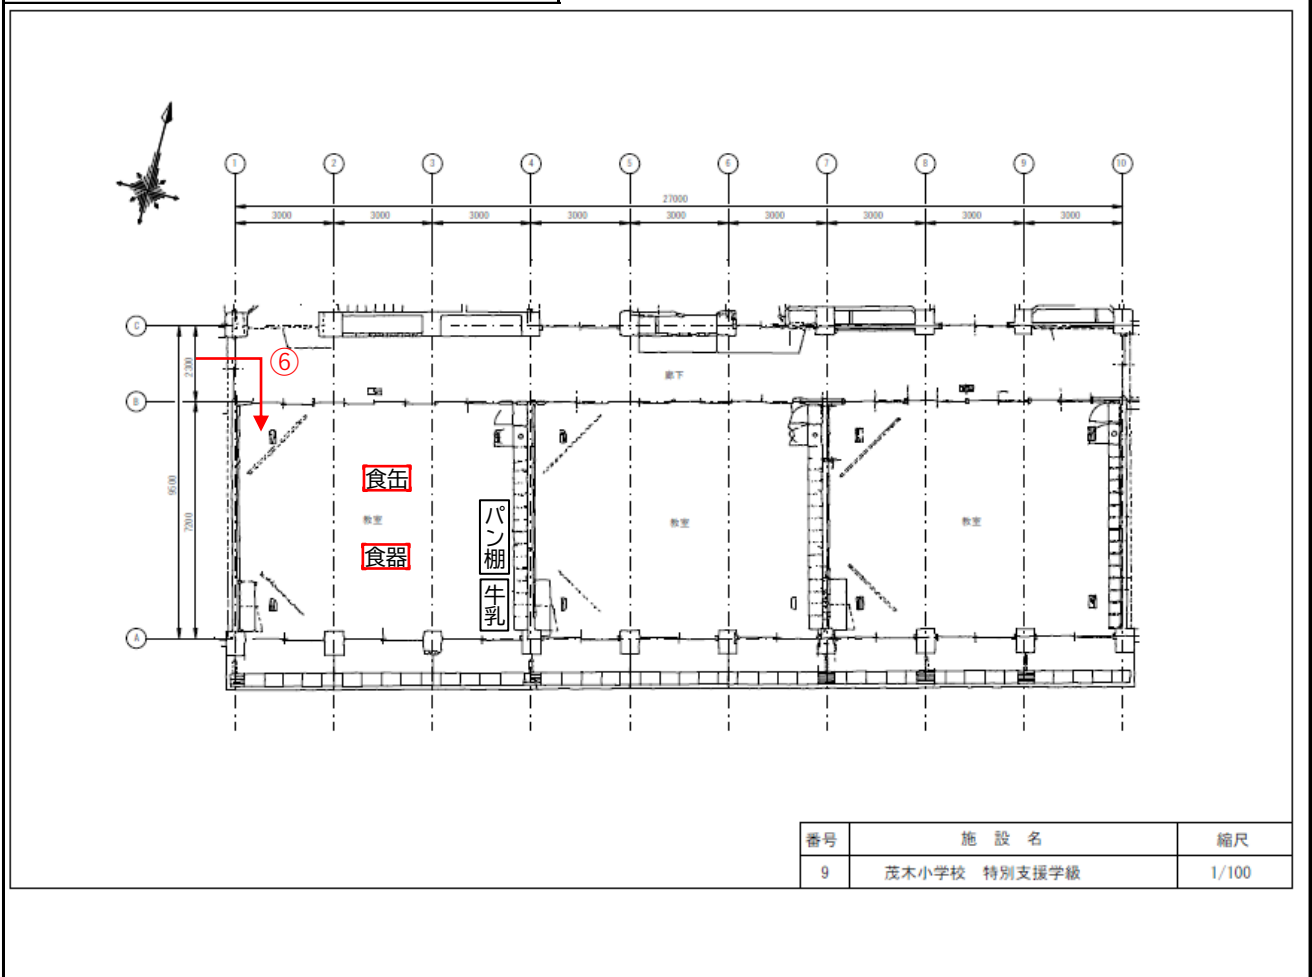 1 2 3 4 5 6 7 8 9 10
27000
3000 3000 3000 3000 3000 3000 3000 3000 3000
C
⑥
2300
廊下
B
食缶
9500
7200
教室 教室 教室
パン棚
食器
牛乳
A
番号 施設名 縮尺
9 茂木小学校 特別支援学級 1/100